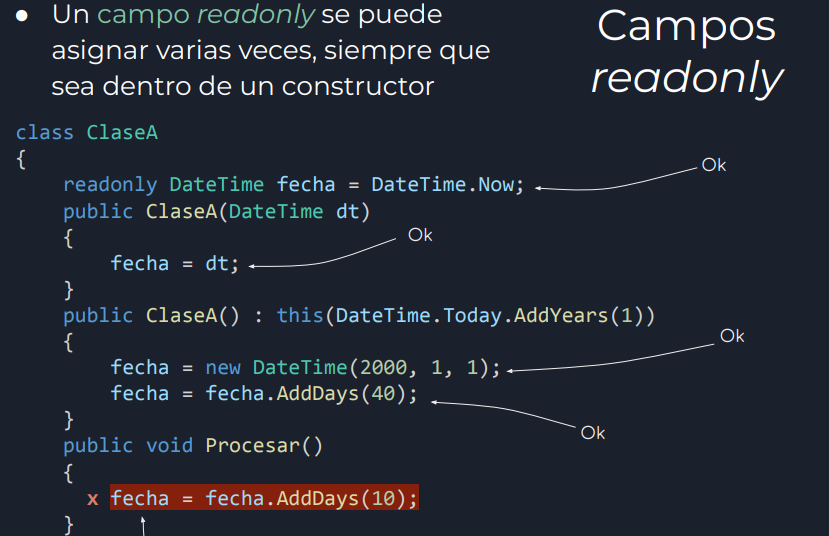 ● Un campo readonly se puede
asignar varias veces, siempre que
sea dentro de un constructor
Campos
readonly
class ClaseA
{
    readonly DateTime fecha = DateTime.Now;
Ok
    public ClaseA(DateTime dt)
    {
Ok
        fecha = dt;
    }
    public ClaseA() : this(DateTime.Today.AddYears(1))
    {
Ok
        fecha = new DateTime(2000, 1, 1);
        fecha = fecha.AddDays(40);
    }
Ok
    public void Procesar()
    {
      x fecha = fecha.AddDays(10);
    }